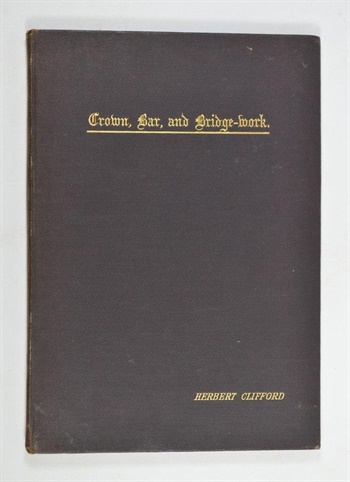 Crown, Bar, and Bridge-work.
HERBERT CLIFFORD